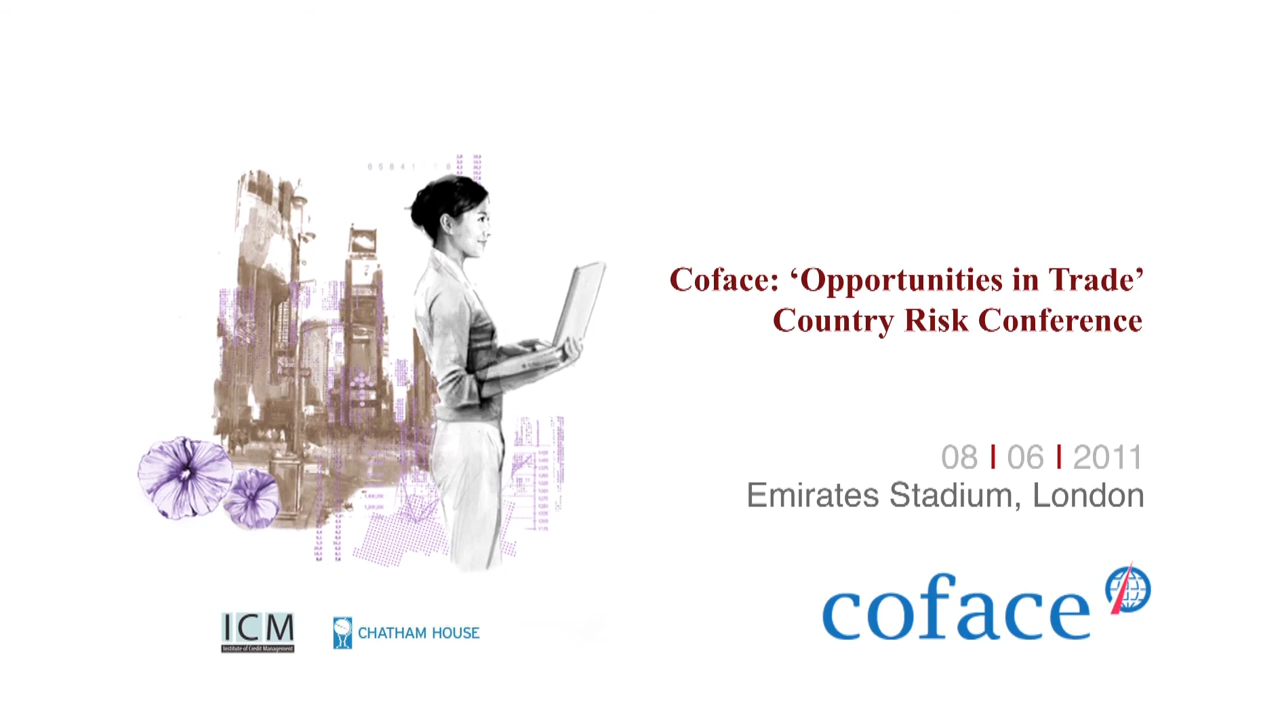 Coface: ‘Opportunities in Trade’
Country Risk Conference
08 | 06 | 2011
Emirates Stadium, London
coface
ICM
Institute of Credit Management
CHATHAM HOUSE